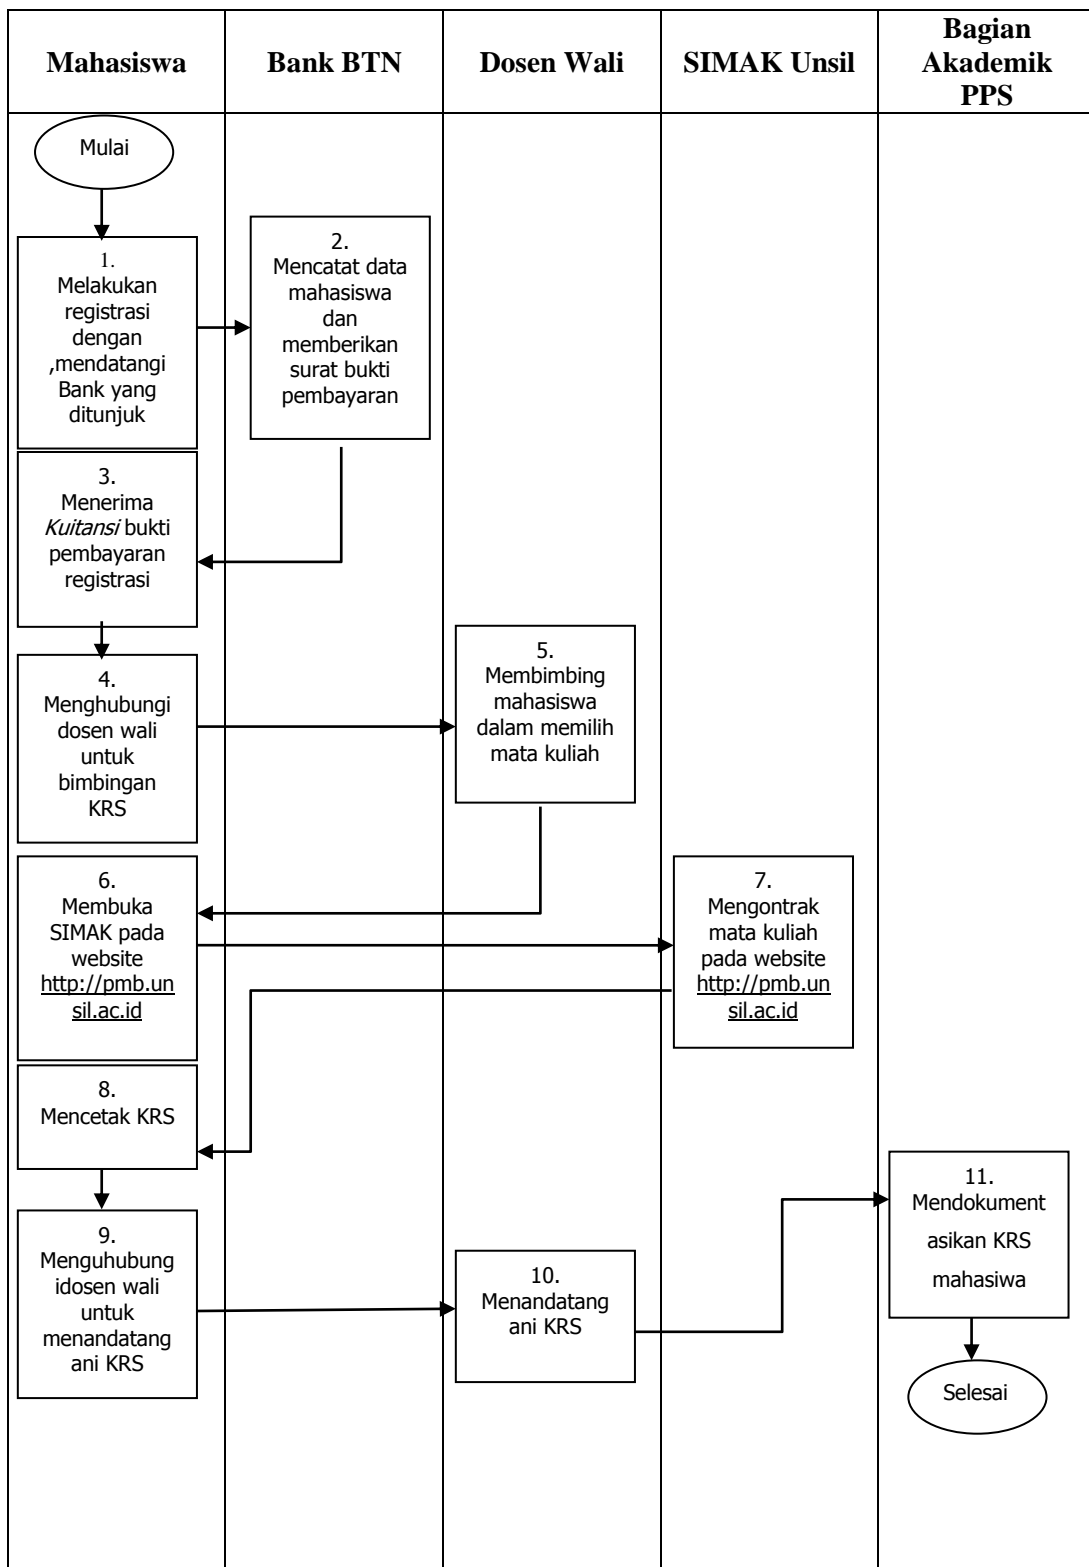 Mahasiswa
Bank BTN
Dosen Wali
SIMAK Unsil
Bagian
Akademik
PPS
Mulai
1.
Melakukan
registrasi
dengan
,mendatangi
Bank yang
ditunjuk
2.
Mencatat data
mahasiswa
dan
memberikan
surat bukti
pembayaran
3.
Menerima
Kuitansi bukti
pembayaran
registrasi
4.
Menghubungi
dosen wali
untuk
bimbingan
KRS
5.
Membimbing
mahasiswa
dalam memilih
mata kuliah
6.
Membuka
SIMAK pada
website
http://pmb.un
sil.ac.id
7.
Mengontrak
mata kuliah
pada website
http://pmb.un
sil.ac.id
8.
Mencetak KRS
9.
Menguhubung
idosen wali
untuk
menandatang
ani KRS
10.
Menandatang
ani KRS
11.
Mendokument
asikan KRS
mahasiwa
Selesai